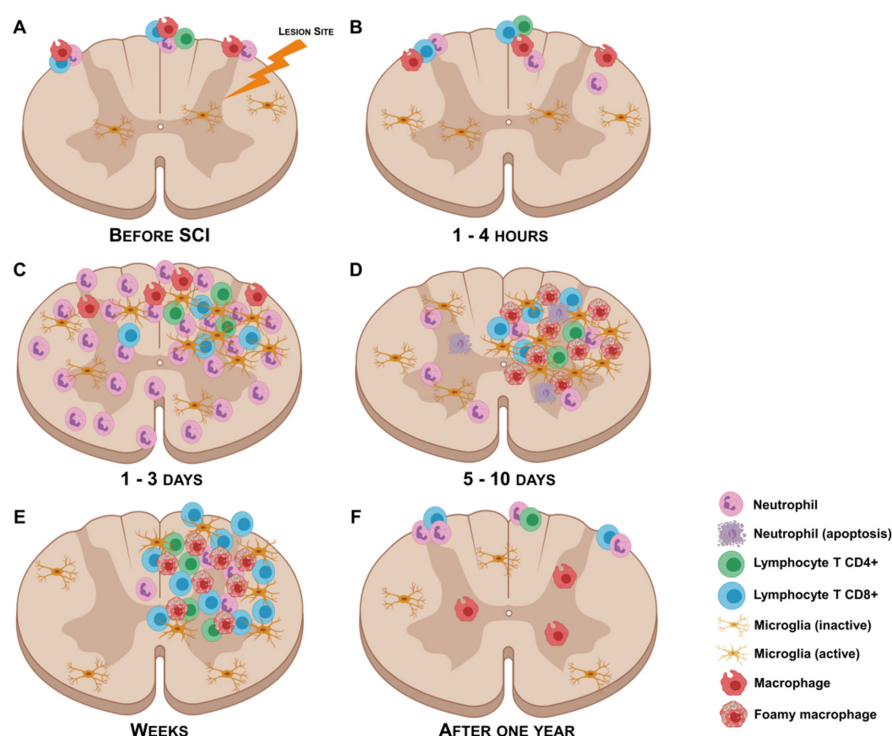 A
LESION SITE
BEFORE SCI
B
1 - 4 HOURS
C
1 - 3 DAYS
D
5 - 10 DAYS
E
WEEKS
F
AFTER ONE YEAR
Neutrophil
Neutrophil (apoptosis)
Lymphocyte T CD4+
Lymphocyte T CD8+
Microglia (inactive)
Microglia (active)
Macrophage
Foamy macrophage